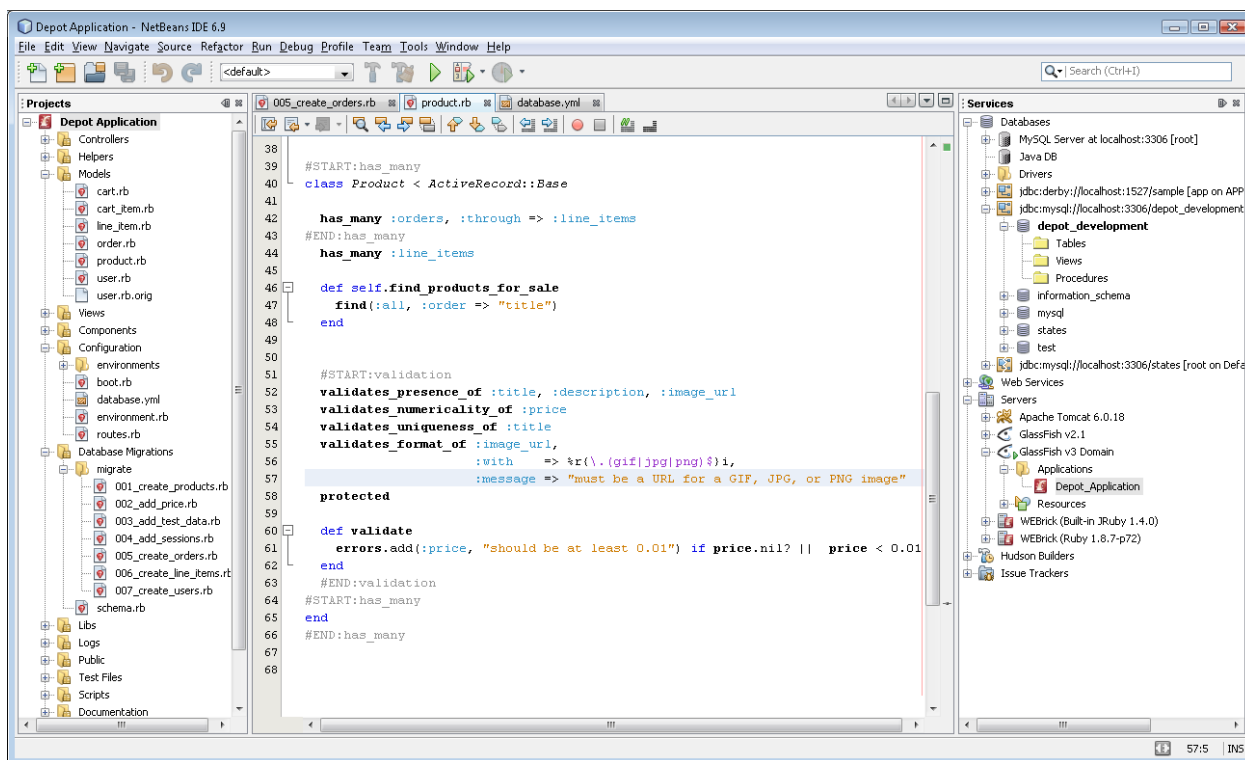 Depot Application - NetBeans IDE 6.9
File Edit View Navigate Source Refactor Run Debug Profile Team Tools Window Help
<default>
Search (Ctrl+I)
Projects
Depot Application
Controllers
Helpers
Models
cart.rb
cart_item.rb
line_item.rb
order.rb
product.rb
user.rb
user.rb.orig
Views
Components
Configuration
environments
boot.rb
database.yml
environment.rb
routes.rb
Database Migrations
migrate
001_create_products.rb
002_add_price.rb
003_add_test_data.rb
004_add_sessions.rb
005_create_orders.rb
006_create_line_items.rb
007_create_users.rb
schema.rb
Libs
Logs
Public
Test Files
Scripts
Documentation
005_create_orders.rb product.rb database.yml
38
39 #START:has_many
40 class Product < ActiveRecord::Base
41
42 has_many :orders, :through => :line_items
43 #END:has_many
44 has_many :line_items
45
46 def self.find_products_for_sale
47 find(:all, :order => "title")
48 end
49
50
51 #START:validation
52 validates_presence_of :title, :description, :image_url
53 validates_numericality_of :price
54 validates_uniqueness_of :title
55 validates_format_of :image_url,
56 :with => %r{\.(gif|jpg|png)$}i,
57 :message => "must be a URL for a GIF, JPG, or PNG image"
58 protected
59
60 def validate
61 errors.add(:price, "should be at least 0.01") if price.nil? || price < 0.01
62 end
63 #END:validation
64 #START:has_many
65 end
66 #END:has_many
67
68
Services
Databases
MySQL Server at localhost:3306 [root]
Java DB
Drivers
jdbc:derby://localhost:1527/sample [app on APP
jdbc:mysql://localhost:3306/depot_development
depot_development
Tables
Views
Procedures
information_schema
mysql
states
test
jdbc:mysql://localhost:3306/states [root on Defa
Web Services
Servers
Apache Tomcat 6.0.18
GlassFish v2.1
GlassFish v3 Domain
Applications
Depot_Application
Resources
WEBrick (Built-in JRuby 1.4.0)
WEBrick (Ruby 1.8.7-p72)
Hudson Builders
Issue Trackers
57:5 INS